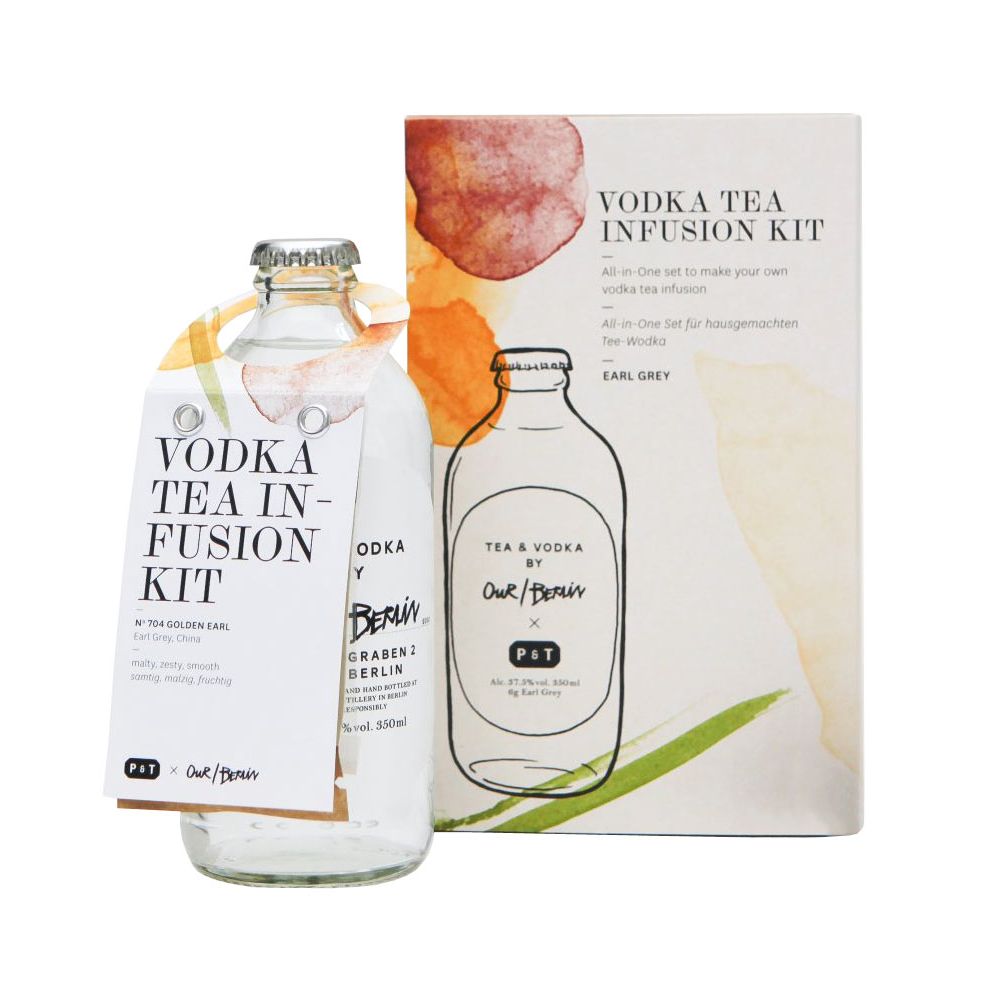 VODKA TEA
INFUSION KIT
All-in-One set to make your own
vodka tea infusion
All-in-One Set für hausgemachten
Tee-Wodka
EARL GREY
TEA & VODKA
BY
OUR/BERLIN
×
P&T
Alc. 37,5%vol. 350ml
6g Earl Grey
VODKA
TEA IN-
FUSION
KIT
Nº 704 GOLDEN EARL
Earl Grey, China
malty, zesty, smooth
samtig, malzig, fruchtig
P&T × OUR/BERLIN
ODKA
Y
BERLIN
GRABEN 2
BERLIN
AND HAND BOTTLED AT
TILLERY IN BERLIN
ESPONSIBLY
% vol. 350ml